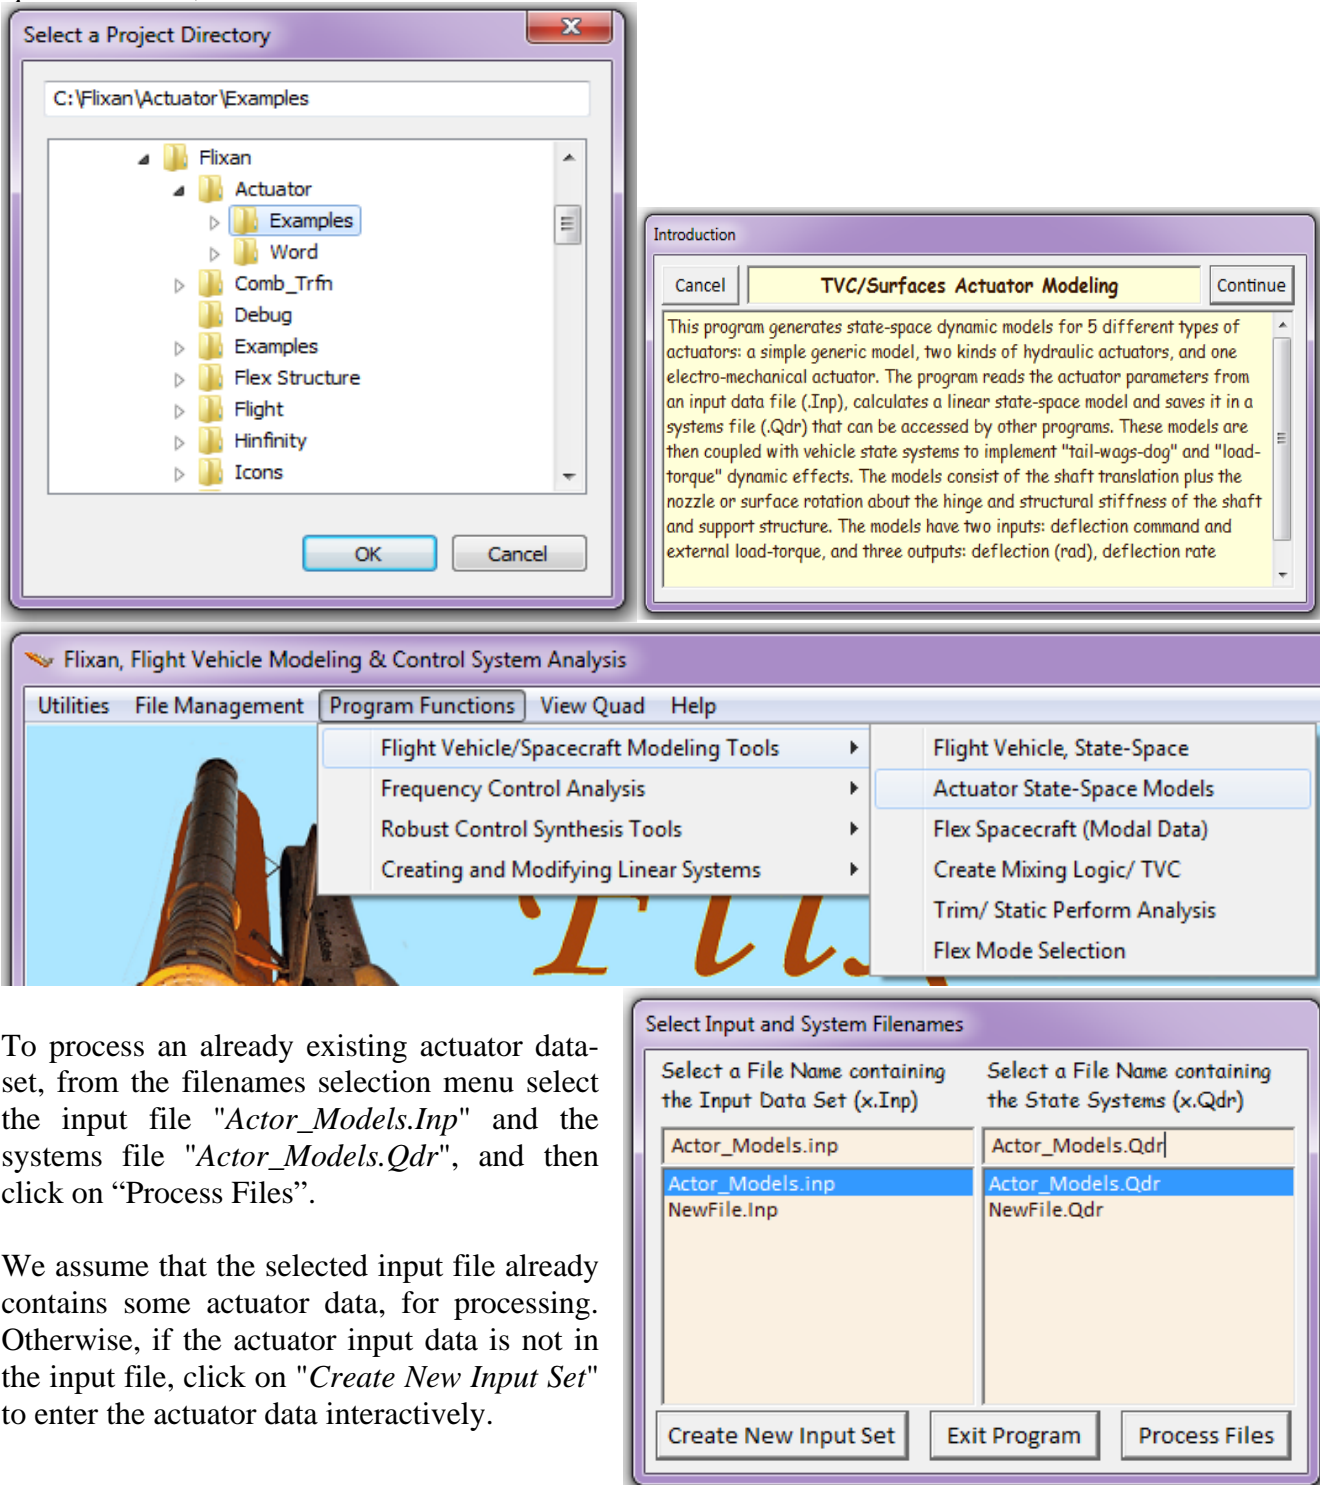 Select a Project Directory
x
C:\Flixan\Actuator\Examples
Flixan
Actuator
Examples
Word
Comb_Trfn
Debug
Examples
Flex Structure
Flight
Hinfinity
Icons
OK
Cancel
Introduction
Cancel
TVC/Surfaces Actuator Modeling
Continue
This program generates state-space dynamic models for 5 different types of
actuators: a simple generic model, two kinds of hydraulic actuators, and one
electro-mechanical actuator. The program reads the actuator parameters from
an input data file (.Inp), calculates a linear state-space model and saves it in a
systems file (.Qdr) that can be accessed by other programs. These models are
then coupled with vehicle state systems to implement "tail-wags-dog" and "load-
torque" dynamic effects. The models consist of the shaft translation plus the
nozzle or surface rotation about the hinge and structural stiffness of the shaft
and support structure. The models have two inputs: deflection command and
external load-torque, and three outputs: deflection (rad), deflection rate
Flixan, Flight Vehicle Modeling & Control System Analysis
Utilities File Management Program Functions View Quad Help
Flight Vehicle/Spacecraft Modeling Tools
Frequency Control Analysis
Robust Control Synthesis Tools
Creating and Modifying Linear Systems
Flight Vehicle, State-Space
Actuator State-Space Models
Flex Spacecraft (Modal Data)
Create Mixing Logic/ TVC
Trim/ Static Perform Analysis
Flex Mode Selection
To process an already existing actuator data-
set, from the filenames selection menu select
the input file "Actor_Models.Inp" and the
systems file "Actor_Models.Qdr", and then
click on “Process Files”.
We assume that the selected input file already
contains some actuator data, for processing.
Otherwise, if the actuator input data is not in
the input file, click on "Create New Input Set"
to enter the actuator data interactively.
Select Input and System Filenames
Select a File Name containing
the Input Data Set (x.Inp)
Select a File Name containing
the State Systems (x.Qdr)
Actor_Models.inp
Actor_Models.Qdr
Actor_Models.inp
NewFile.Inp
Actor_Models.Qdr
NewFile.Qdr
Create New Input Set
Exit Program
Process Files